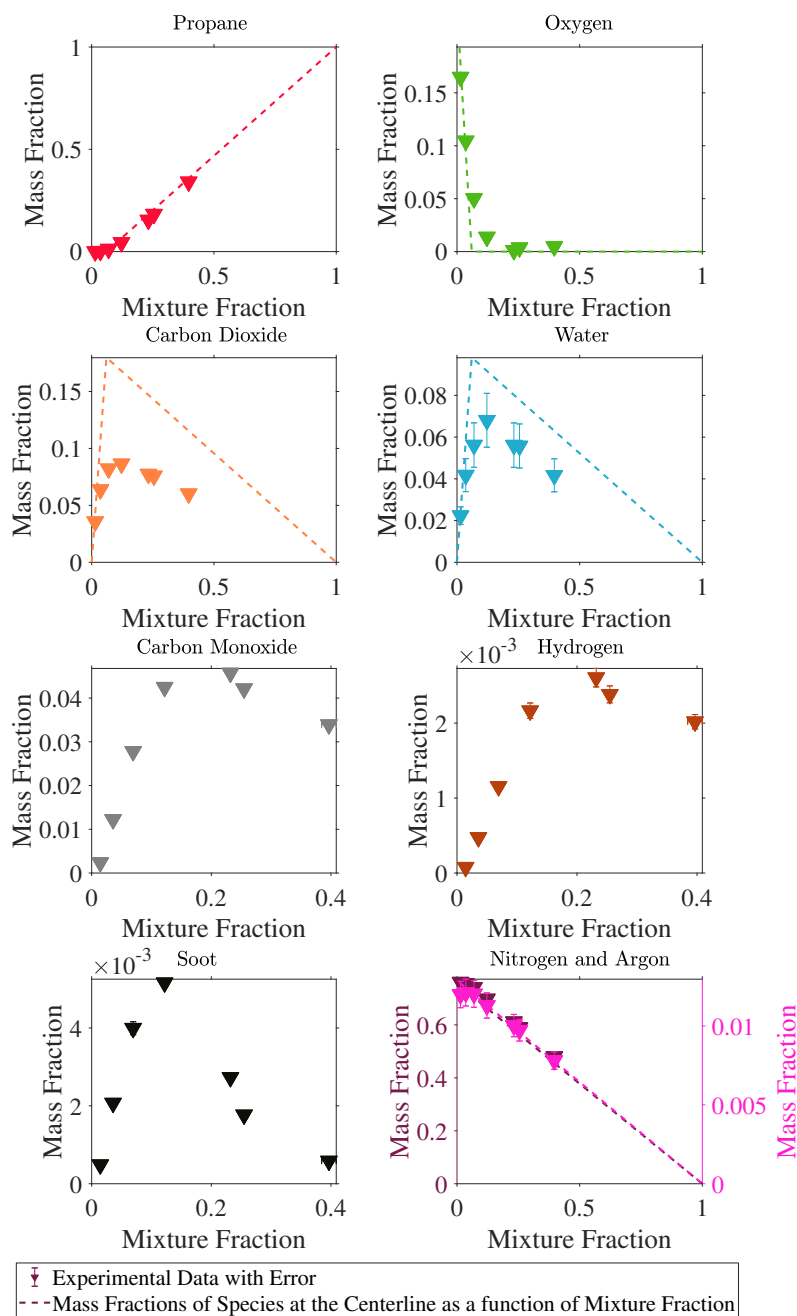 Propane
Oxygen
1
0.5
0
Mass Fraction
0 0.5 1
Mixture Fraction
0.15
0.1
0.05
0
Mass Fraction
0 0.5 1
Mixture Fraction
Carbon Dioxide
Water
0.15
0.1
0.05
0
Mass Fraction
0 0.5 1
Mixture Fraction
0.08
0.06
0.04
0.02
0
Mass Fraction
0 0.5 1
Mixture Fraction
Carbon Monoxide
Hydrogen
0.04
0.03
0.02
0.01
0
Mass Fraction
0 0.2 0.4
Mixture Fraction
×10-3
2
1
0
Mass Fraction
0 0.2 0.4
Mixture Fraction
Soot
Nitrogen and Argon
×10-3
4
2
0
Mass Fraction
0 0.2 0.4
Mixture Fraction
0.6
0.4
0.2
0
Mass Fraction
0.01
0.005
0
Mass Fraction
0 0.5 1
Mixture Fraction
Experimental Data with Error
Mass Fractions of Species at the Centerline as a function of Mixture Fraction